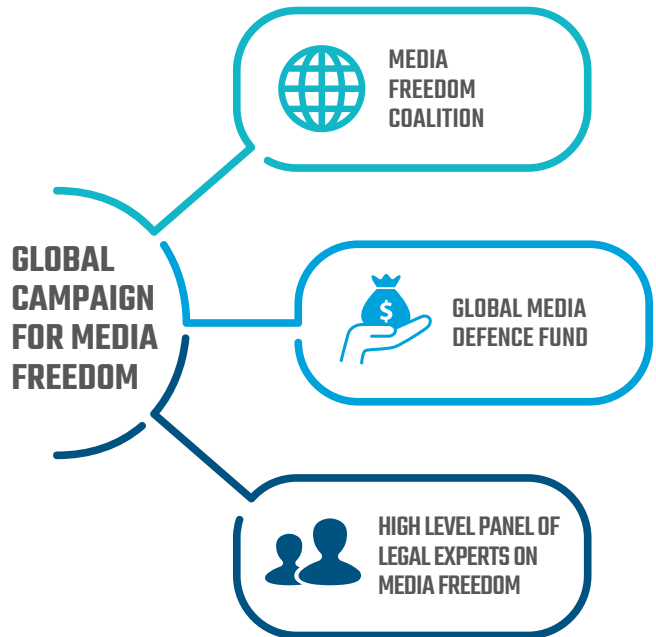 MEDIA
FREEDOM
COALITION
GLOBAL
CAMPAIGN
FOR MEDIA
FREEDOM
$
GLOBAL MEDIA
DEFENCE FUND
HIGH LEVEL PANEL OF
LEGAL EXPERTS ON
MEDIA FREEDOM